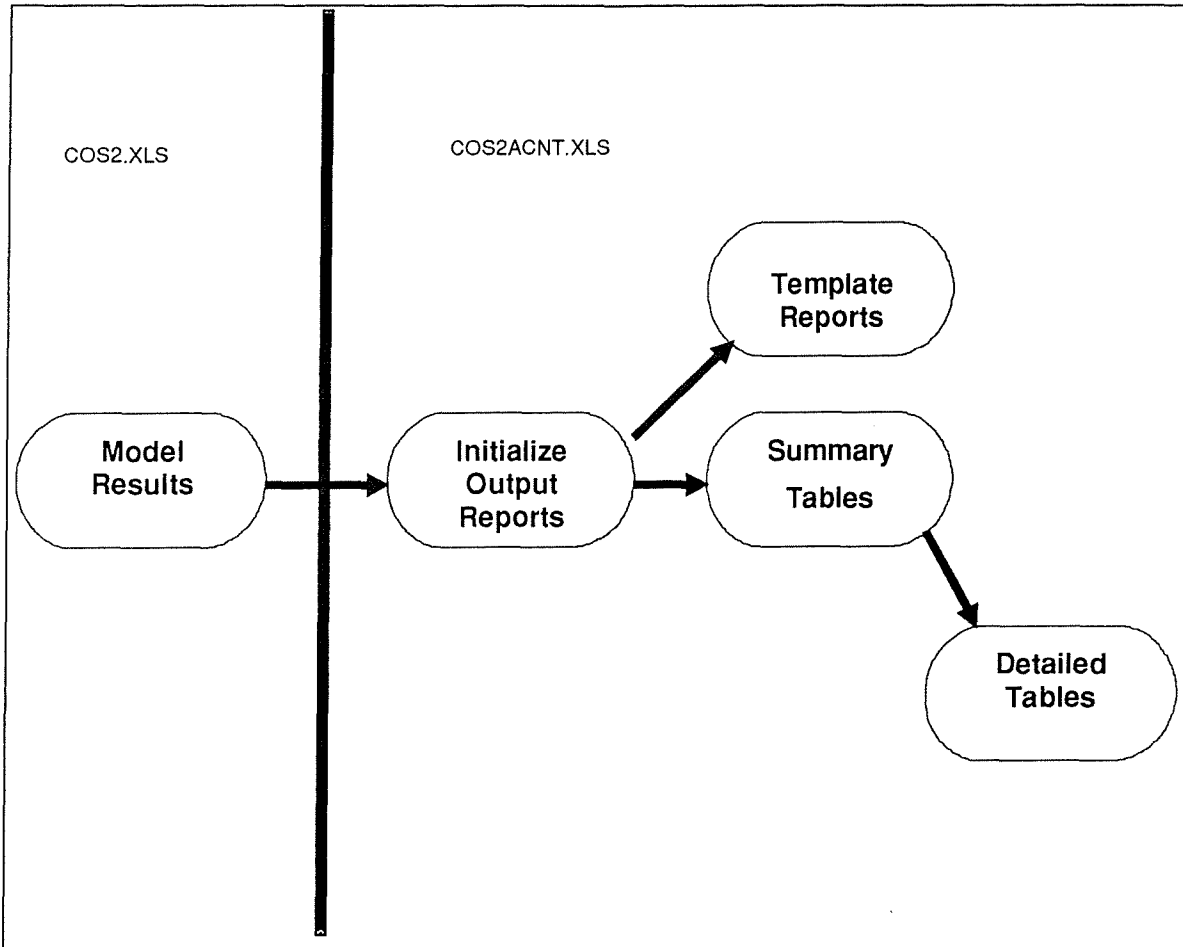 COS2.XLS
COS2ACNT.XLS
Template
Reports
Model
Results
Initialize
Output
Reports
Summary
Tables
Detailed
Tables